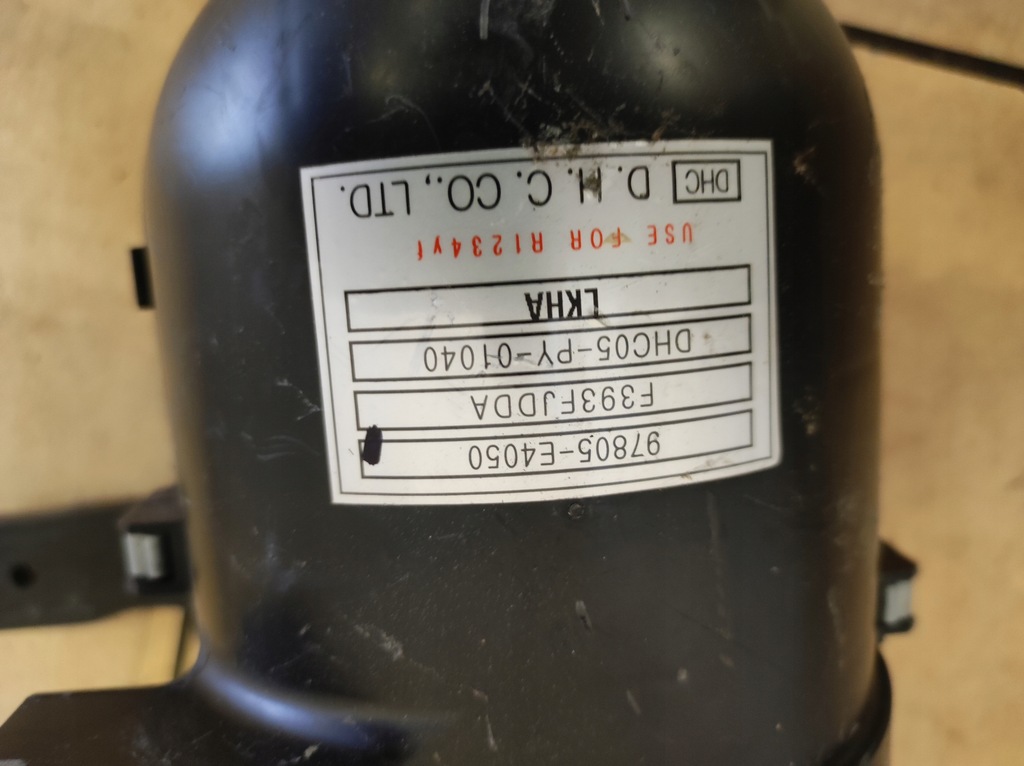 97805-E4050
F393FJDDA
DHC05-PY-01040
LKHA
USE FOR R1234yf
DHC D. H. C. CO., LTD.